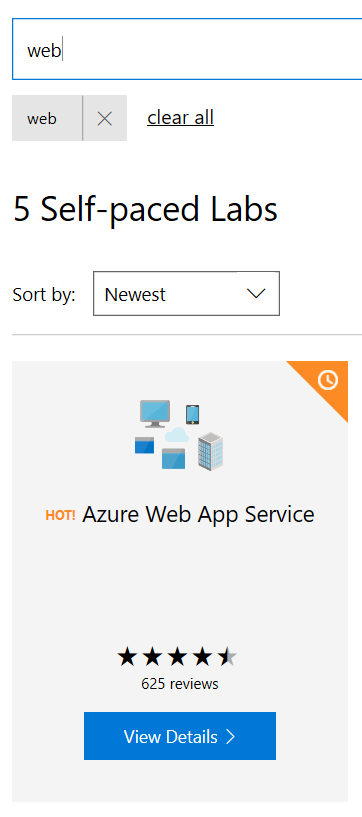 web
web clear all
5 Self-paced Labs
Sort by: Newest
HOT! Azure Web App Service
625 reviews
View Details